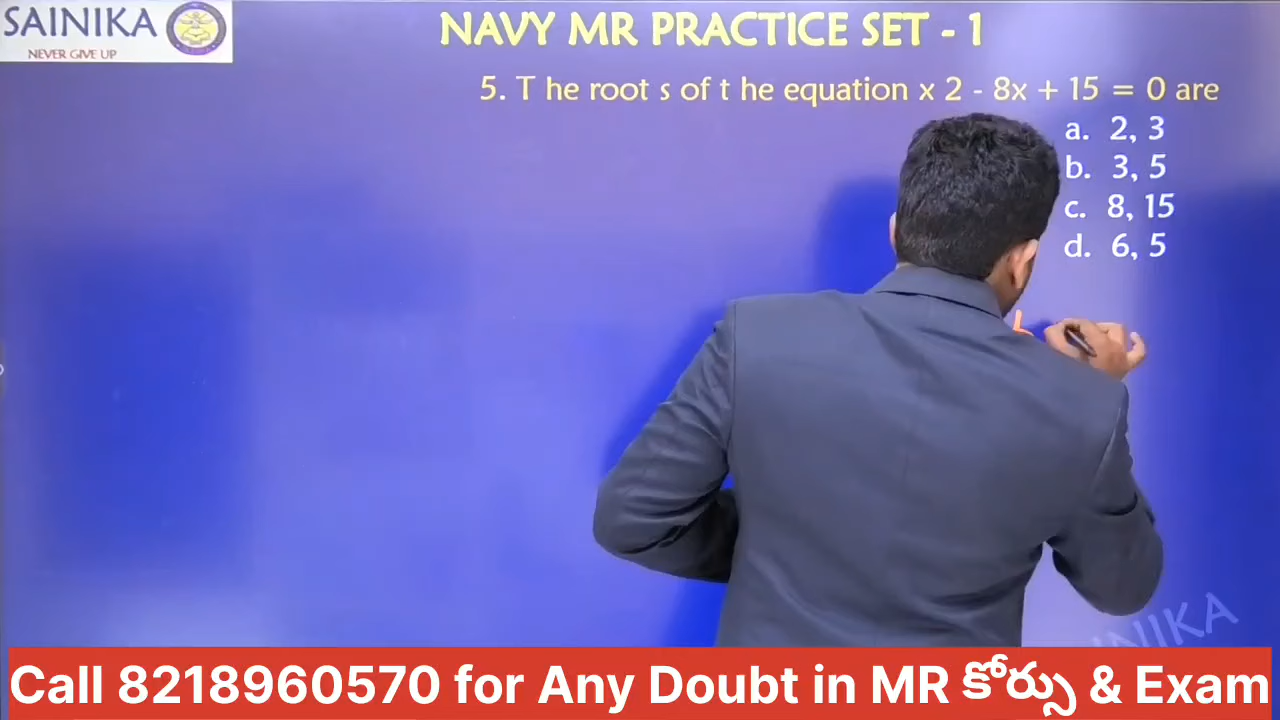 SAINIKA
NEVER GIVE UP
NAVY MR PRACTICE SET - 1
5. T he root s of t he equation x 2 - 8x + 15 = 0 are
a. 2, 3
b. 3, 5
c. 8, 15
d. 6, 5
Call 8218960570 for Any Doubt in MR కోర్సు & Exam